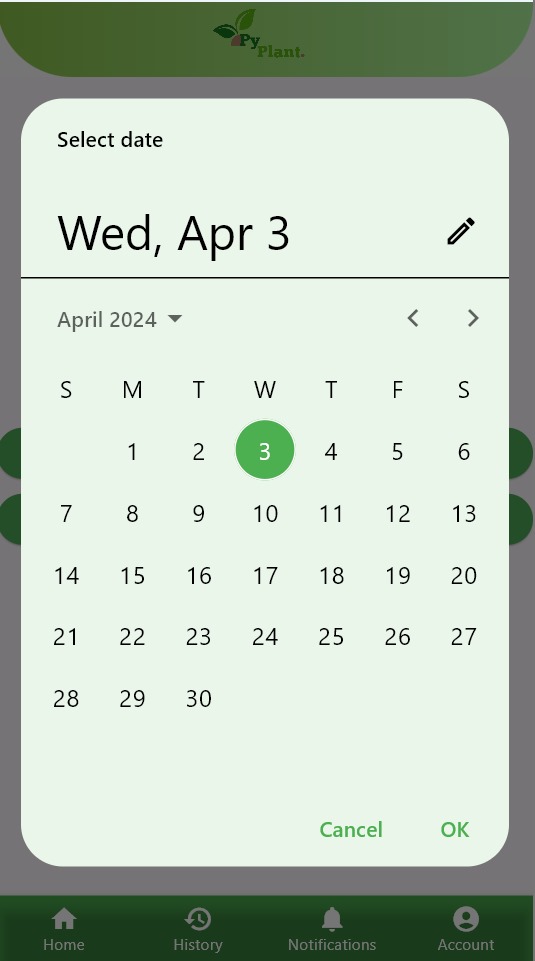 Py
Plant.
Select date
Wed, Apr 3
April 2024
S M T W T F S
1 2 3 4 5 6
7 8 9 10 11 12 13
14 15 16 17 18 19 20
21 22 23 24 25 26 27
28 29 30
Cancel OK
Home History Notifications Account